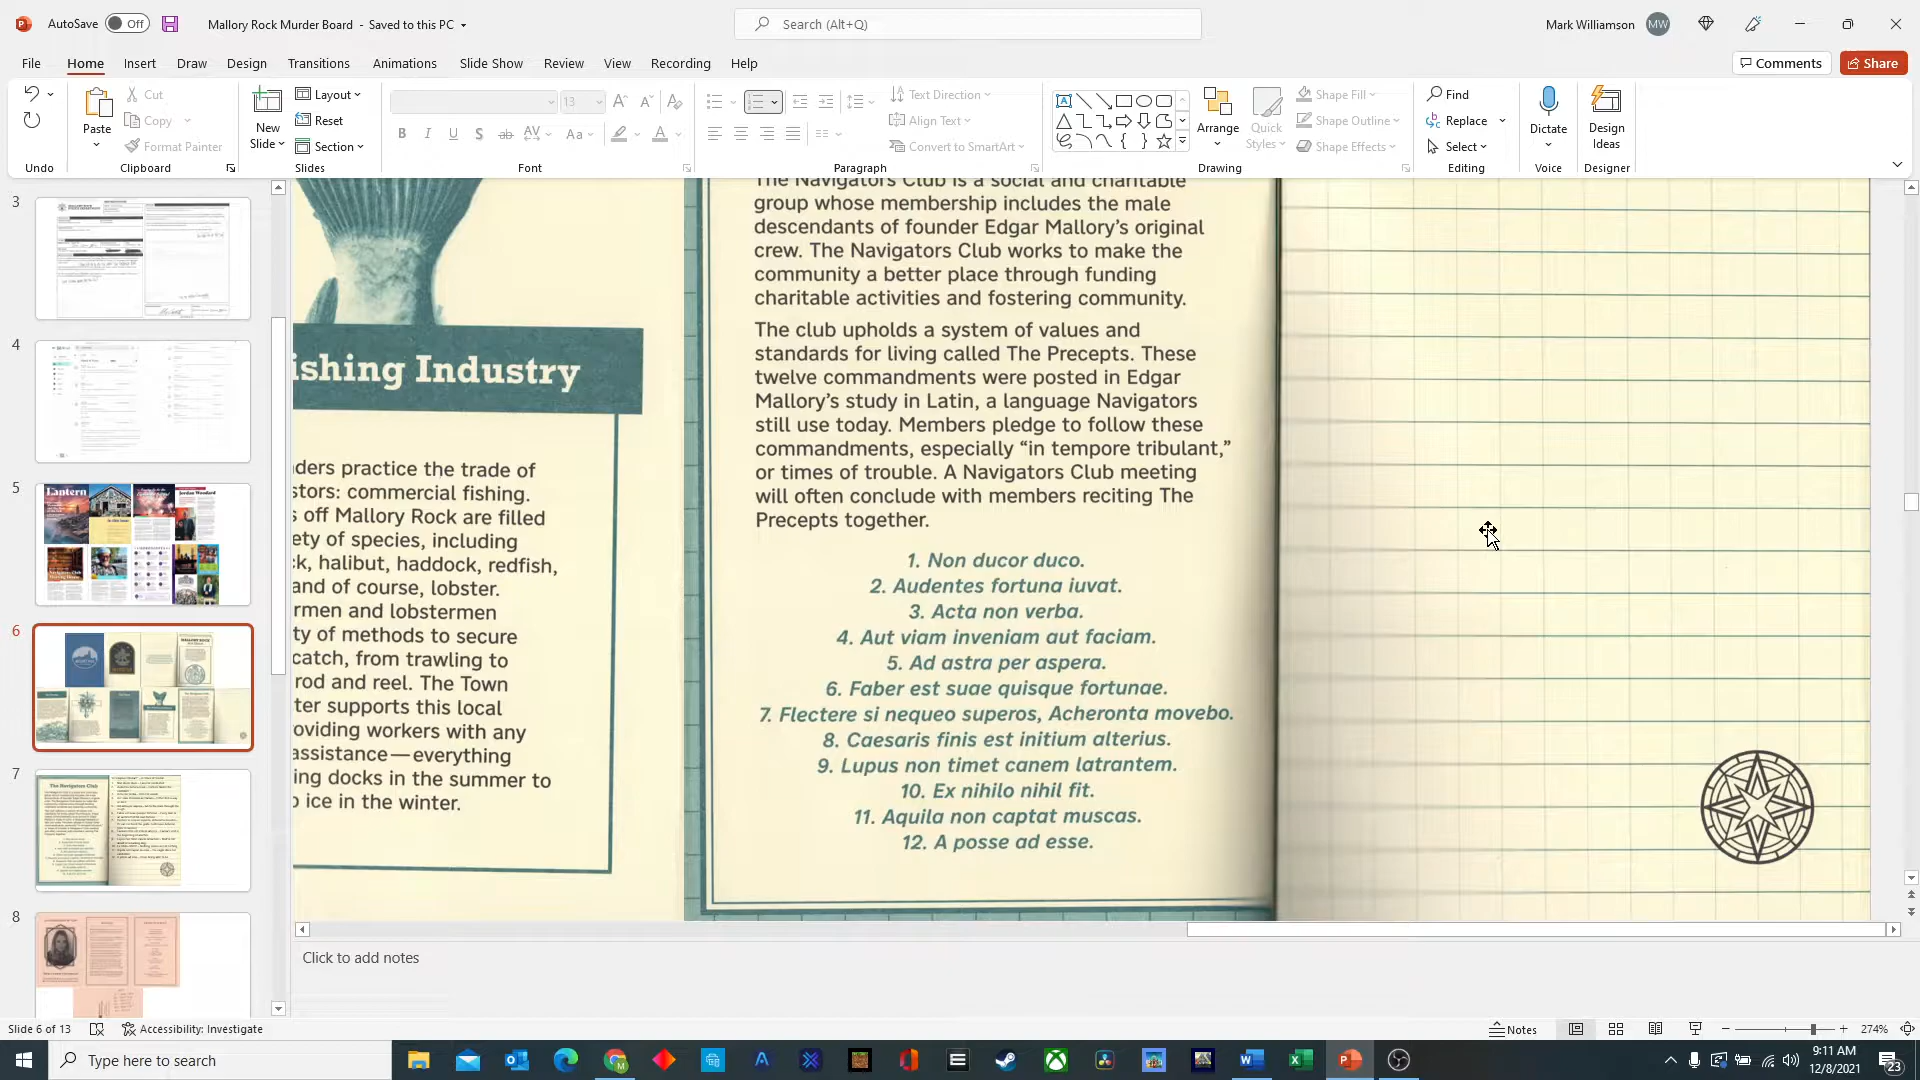 AutoSave Off Mallory Rock Murder Board - Saved to this PC Search (Alt+Q) Mark Williamson MW
File Home Insert Draw Design Transitions Animations Slide Show Review View Recording Help Comments Share
Cut Layout 13 Text Direction Shape Fill Find
Paste Copy New Slide Reset Align Text Arrange Quick Styles Shape Outline Replace Dictate Design Ideas
Format Painter Section Convert to SmartArt Shape Effects Select
Undo Clipboard Slides Font Paragraph Drawing Editing Voice Designer
3
4
5
Lantern
Jordan Woodard
6
7
The Navigators Club
8
ishing Industry
ders practice the trade of
stors: commercial fishing.
s off Mallory Rock are filled
ety of species, including
ck, halibut, haddock, redfish,
and of course, lobster.
rmen and lobstermen
ty of methods to secure
catch, from trawling to
rod and reel. The Town
ter supports this local
oviding workers with any
assistance—everything
ing docks in the summer to
ice in the winter.
The Navigators Club is a social and charitable
group whose membership includes the male
descendants of founder Edgar Mallory's original
crew. The Navigators Club works to make the
community a better place through funding
charitable activities and fostering community.
The club upholds a system of values and
standards for living called The Precepts. These
twelve commandments were posted in Edgar
Mallory's study in Latin, a language Navigators
still use today. Members pledge to follow these
commandments, especially “in tempore tribulant,”
or times of trouble. A Navigators Club meeting
will often conclude with members reciting The
Precepts together.
1. Non ducor duco.
2. Audentes fortuna iuvat.
3. Acta non verba.
4. Aut viam inveniam aut faciam.
5. Ad astra per aspera.
6. Faber est suae quisque fortunae.
7. Flectere si nequeo superos, Acheronta movebo.
8. Caesaris finis est initium alterius.
9. Lupus non timet canem latrantem.
10. Ex nihilo nihil fit.
11. Aquila non captat muscas.
12. A posse ad esse.
Click to add notes
Slide 6 of 13 Accessibility: Investigate Notes 274%
Type here to search 9:11 AM
12/8/2021 23